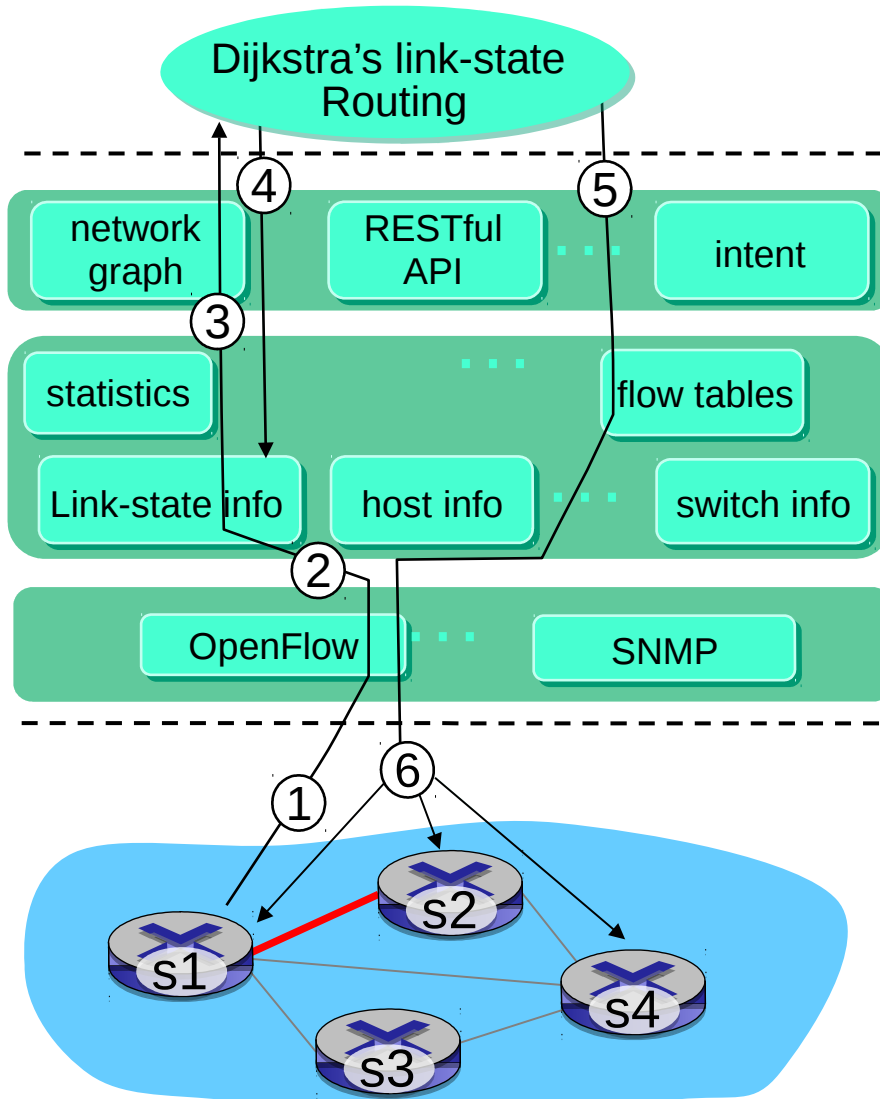 Dijkstra’s link-state
Routing
4
5
network
graph
RESTful
API
. . .
intent
3
. . .
statistics
flow tables
Link-state info
host info
. . .
switch info
2
OpenFlow
. . .
SNMP
1
6
s2
s1
s4
s3